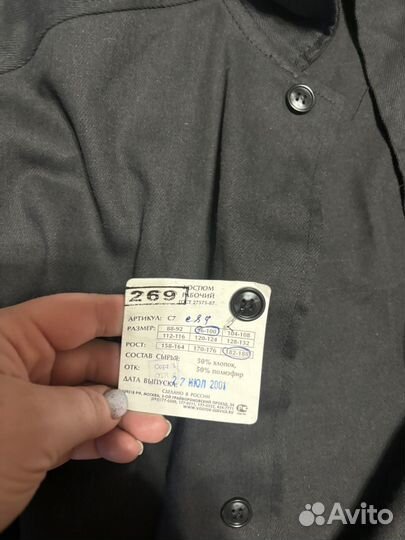 269 КОСТЮМ
РАБОЧИЙ
ГОСТ 27575-87
АРТИКУЛ: С7
РАЗМЕР: 88-92 96-100 104-108
112-116 120-124 128-132
РОСТ: 158-164 170-176 182-188
СОСТАВ СЫРЬЯ: 50% хлопок,
50% полиэфир
ОТК:
ДАТА ВЫПУСКА 27 ИЮЛ 2001
СДЕЛАНО В РОССИИ
Avito